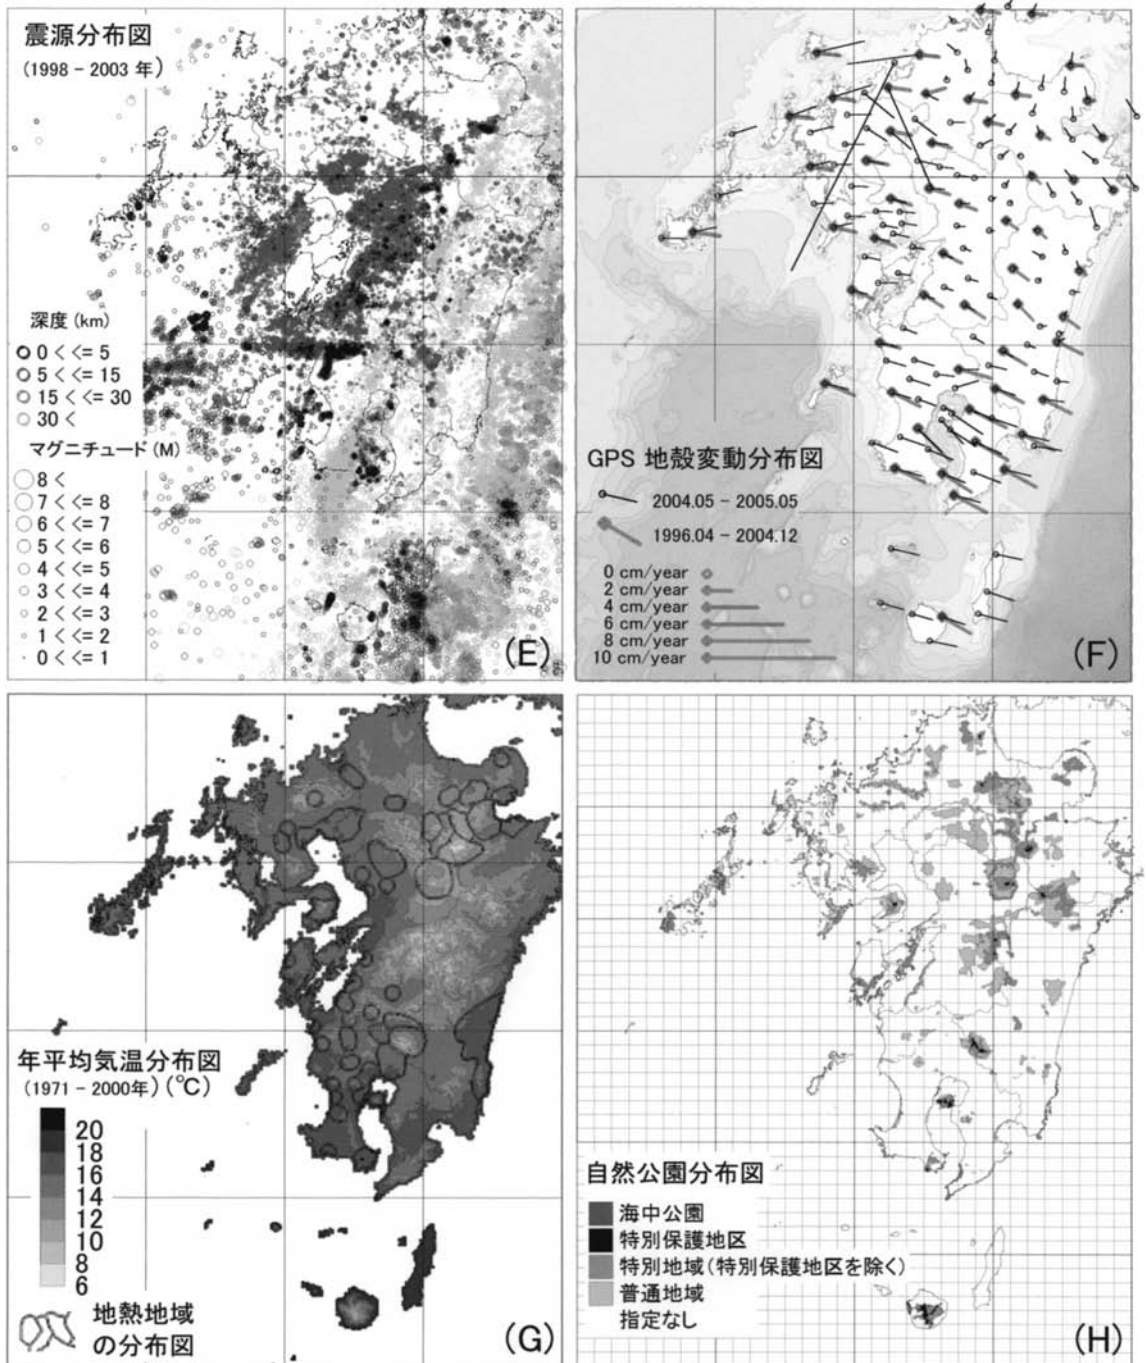 震源分布図
(1998 - 2003 年)
深度 (km)
0 < <= 5
5 < <= 15
15 < <= 30
30 <
マグニチュード (M)
8 <
7 < <= 8
6 < <= 7
5 < <= 6
4 < <= 5
3 < <= 4
2 < <= 3
1 < <= 2
0 < <= 1
(E)
GPS 地殻変動分布図
2004.05 - 2005.05
1996.04 - 2004.12
0 cm/year
2 cm/year
4 cm/year
6 cm/year
8 cm/year
10 cm/year
(F)
年平均気温分布図
(1971 - 2000年) (℃)
20
18
16
14
12
10
8
6
地熱地域
の分布図
(G)
自然公園分布図
海中公園
特別保護地区
特別地域(特別保護地区を除く)
普通地域
指定なし
(H)